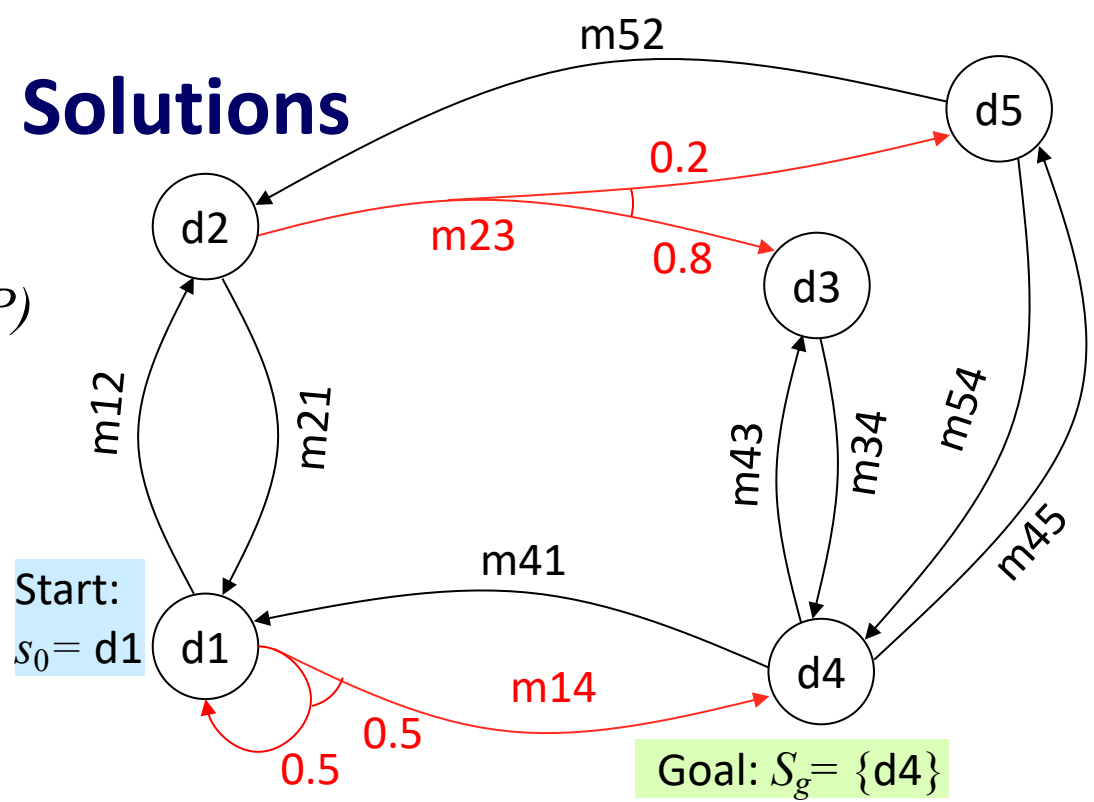 Solutions
m52
d5
0.2
d2
m23
0.8
d3
P)
m12
m21
m43
m34
m54
m45
m41
Start:
s₀= d1
d1
m14
d4
0.5
0.5
Goal: Sg= {d4}